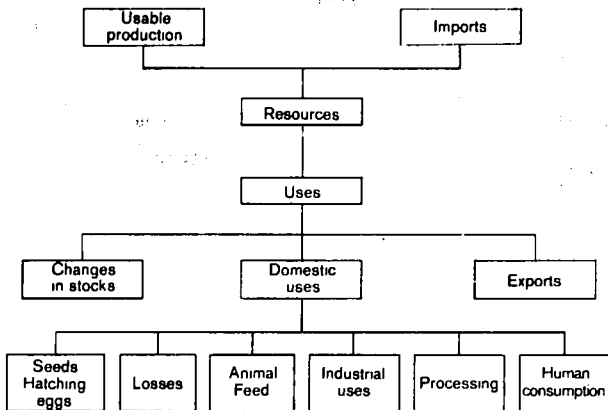 Usable
production
Imports
Resources
Uses
Changes
in stocks
Domestic
uses
Exports
Seeds
Hatching
eggs
Losses
Animal
Feed
Industrial
uses
Processing
Human
consumption